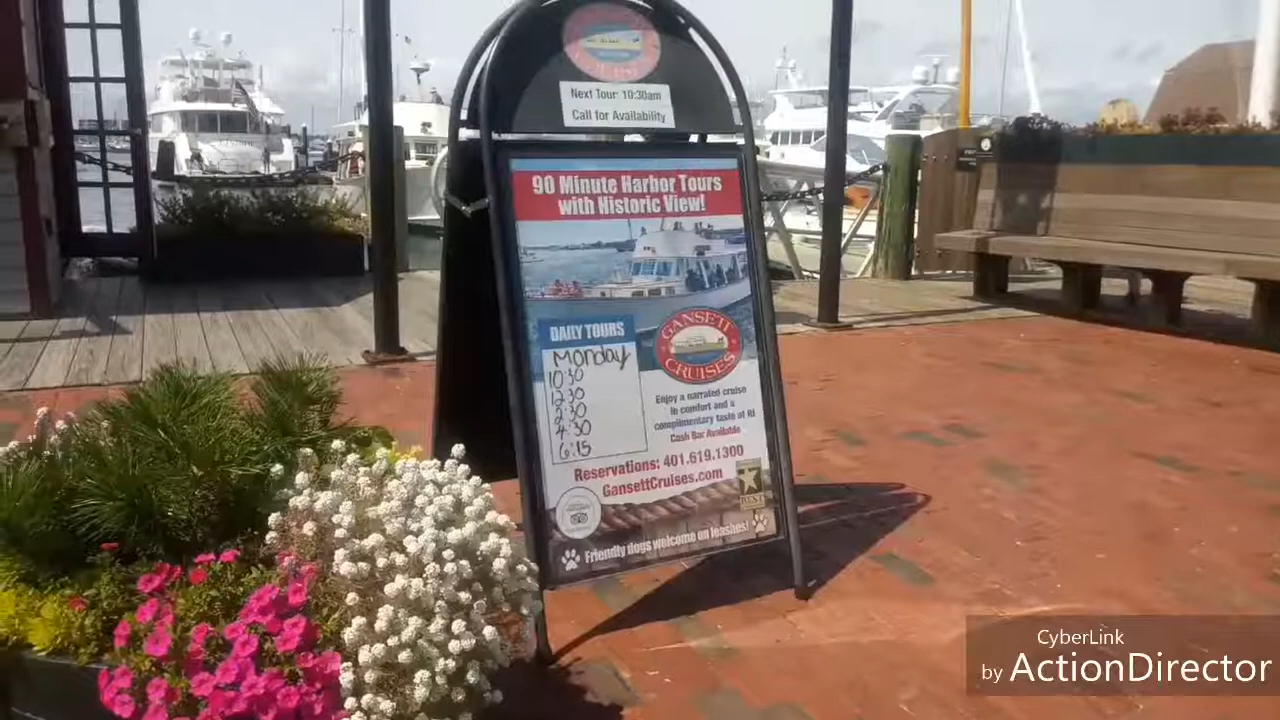 CRUISES
Next Tour: 10:30am
Call for Availability
90 Minute Harbor Tours
with Historic View!
DAILY TOURS
Monday
10:30
12:30
2:30
4:30
6:15
GANSETT
CRUISES
Enjoy a narrated cruise
in comfort and a
complimentary taste of RI
Cash Bar Available
Reservations: 401.619.1300
GansettCruises.com
BEST
Friendly dogs welcome on leashes!
CyberLink
by ActionDirector